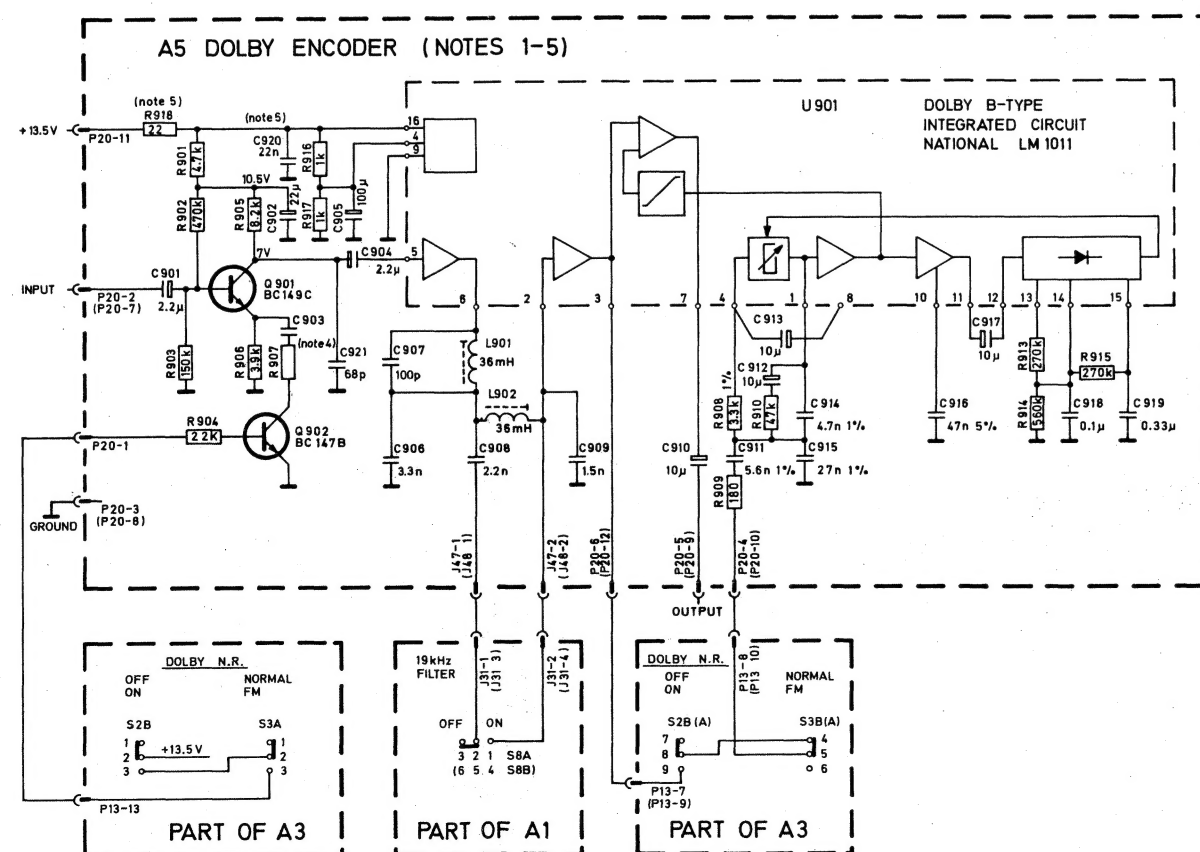 A5 DOLBY ENCODER (NOTES 1-5)
U901
DOLBY B-TYPE
INTEGRATED CIRCUIT
NATIONAL LM 1011
+13.5V
P20-11
(note 5)
R918
22
(note 5)
C920
22n
R901
4.7k
R916
1k
16
4
9
10.5V
R902
470k
R905
8.2k
C902
22µ
R917
1k
C905
100µ
7V
C904
2.2µ
5
INPUT
P20-2
(P20-7)
C901
2.2µ
Q901
BC149C
6
2
3
7
4
1
8
10
11
12
13
14
15
R903
150k
R906
3.9k
C903
(note4)
R907
C921
68p
C907
100p
L901
36mH
L902
36mH
C913
10µ
C912
10µ
C917
10µ
R913
270k
R915
270k
R908
3.3k
1%
R910
47k
C914
4.7n 1%
C916
47n 5%
R914
560k
C918
0.1µ
C919
0.33µ
P20-1
R904
22K
Q902
BC147B
C906
3.3n
C908
2.2n
C909
1.5n
C910
10µ
C911
5.6n 1%
C915
27n 1%
R909
180
GROUND
P20-3
(P20-8)
J47-1
(J48 1)
J47-2
(J48-2)
P20-6
(P20-12)
P20-5
(P20-9)
P20-4
(P20-10)
OUTPUT
DOLBY N.R.
OFF
ON
NORMAL
FM
S2B
S3A
1
2
3
+13.5V
1
2
3
P13-13
PART OF A3
19kHz
FILTER
J31-1
(J31 3)
J31-2
(J31-4)
OFF
ON
3 2 1 S8A
(6 5 4 S8B)
PART OF A1
DOLBY N.R.
OFF
ON
P13-8
(P13 10)
NORMAL
FM
S2B(A)
S3B(A)
7
8
9
4
5
6
P13-7
(P13-9)
PART OF A3